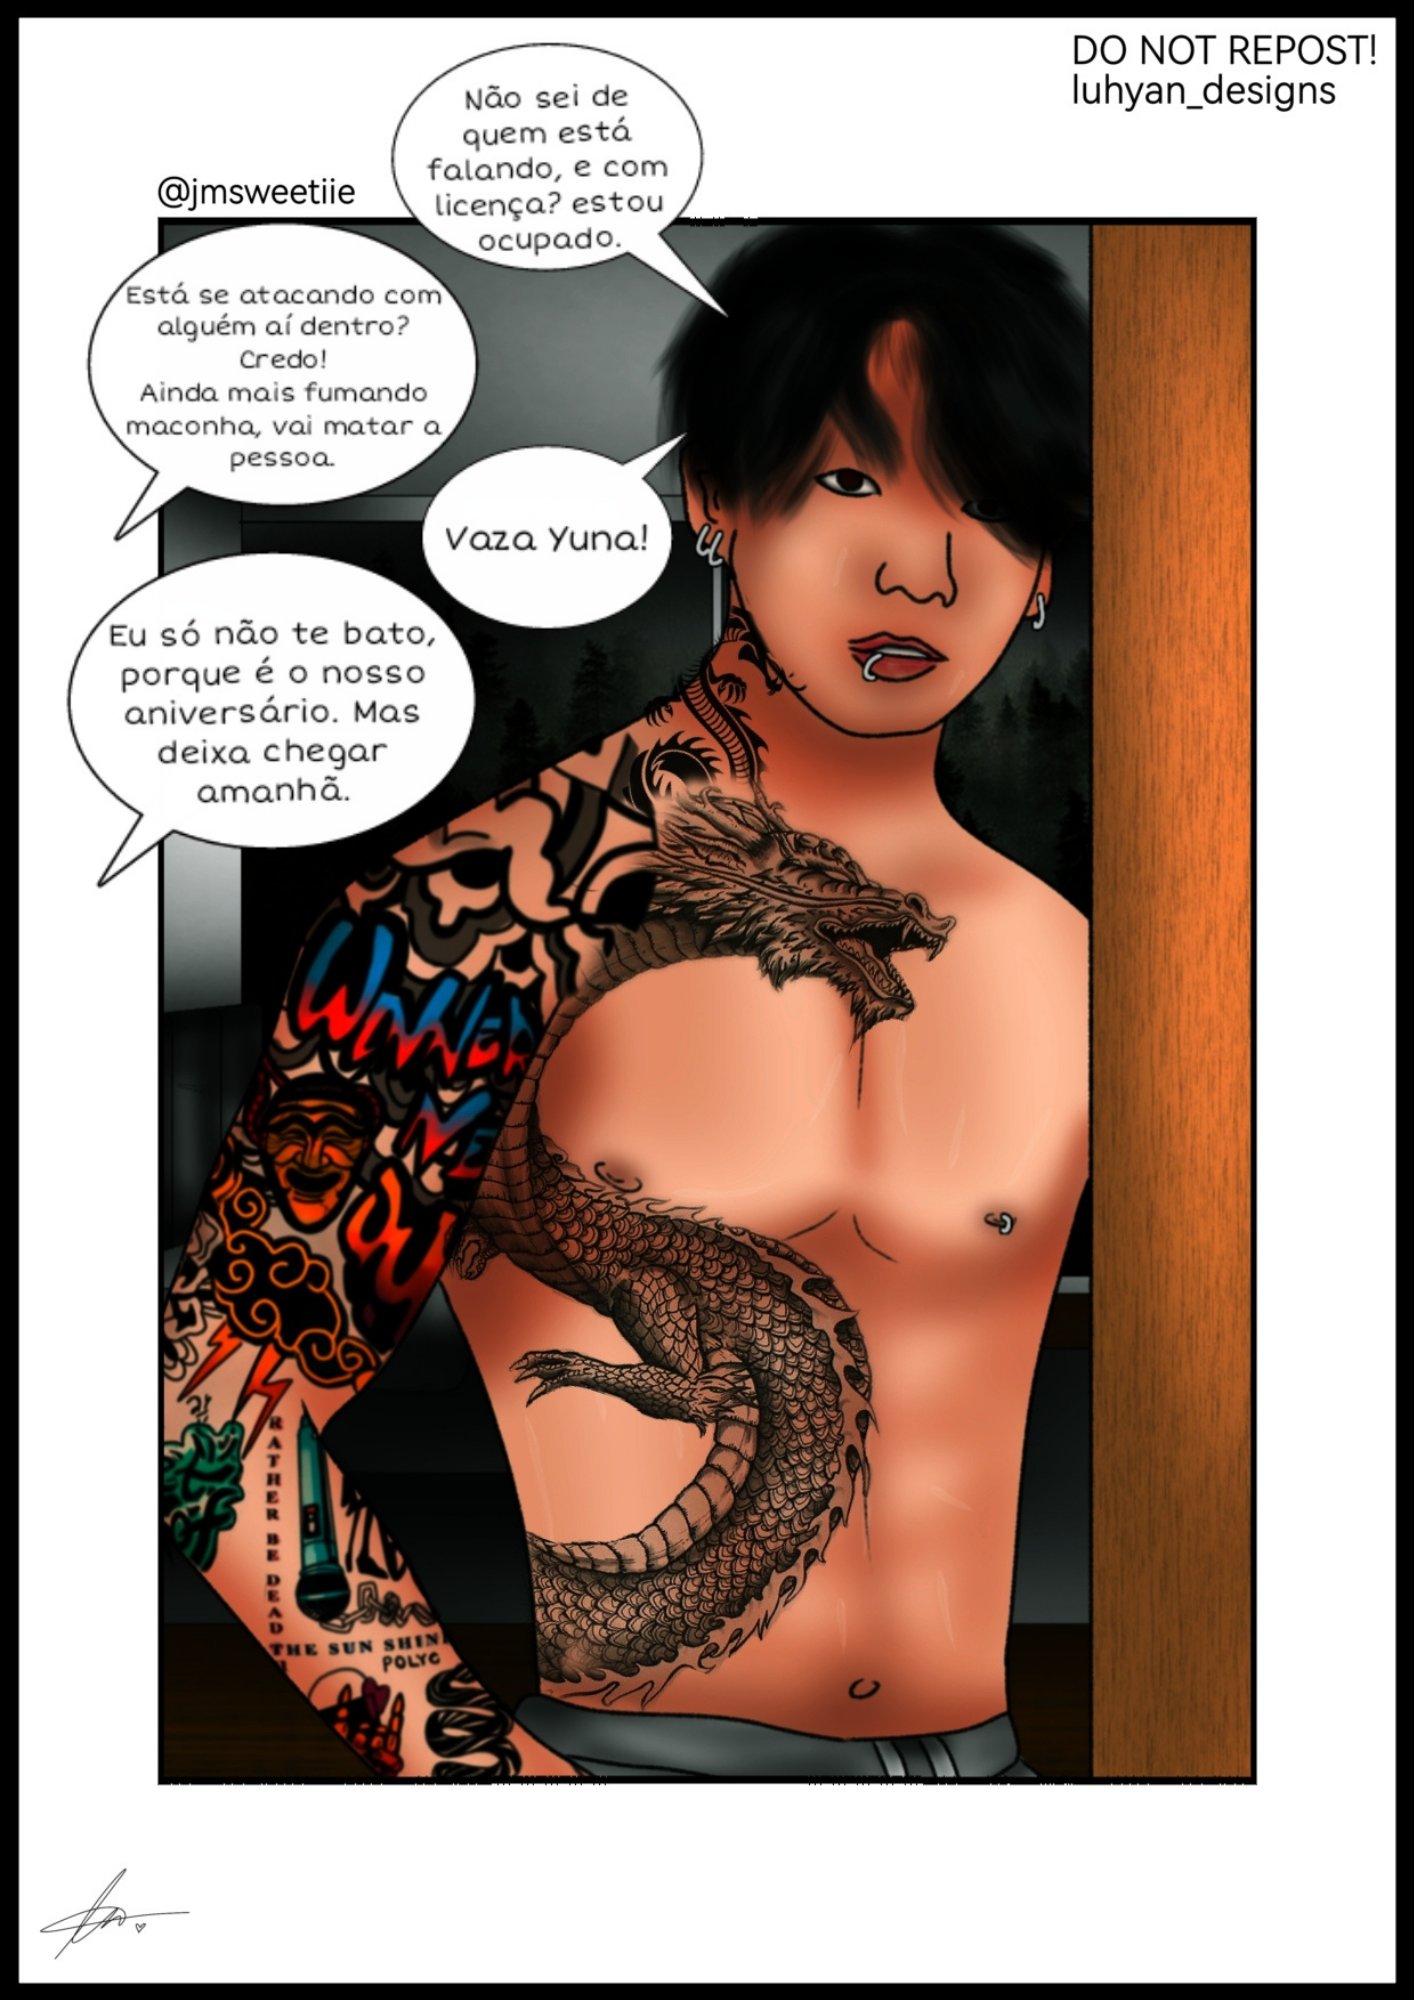 DO NOT REPOST!
luhyan_designs
@jmsweetiie
Não sei de
quem está
falando, e com
licença? estou
ocupado.
Está se atacando com
alguém aí dentro?
Credo!
Ainda mais fumando
maconha, vai matar a
pessoa.
Vaza Yuna!
Eu só não te bato,
porque é o nosso
aniversário. Mas
deixa chegar
amanhã.
RATHER BE DEAD
THE SUN SHIN